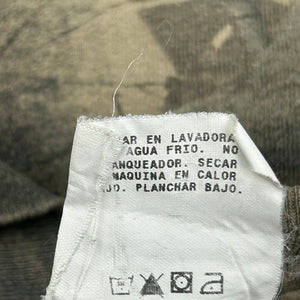 AR EN LAVADORA
AGUA FRIO. NO
ANQUEADOR. SECAR
MAQUINA EN CALOR
JO. PLANCHAR BAJO.